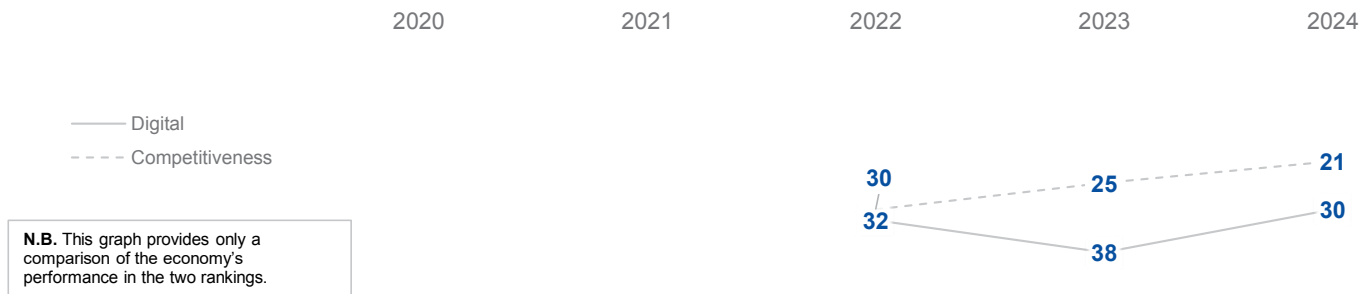 2020 2021 2022 2023 2024
Digital
Competitiveness
21
30
25
30
32
38
N.B. This graph provides only a
comparison of the economy's
performance in the two rankings.